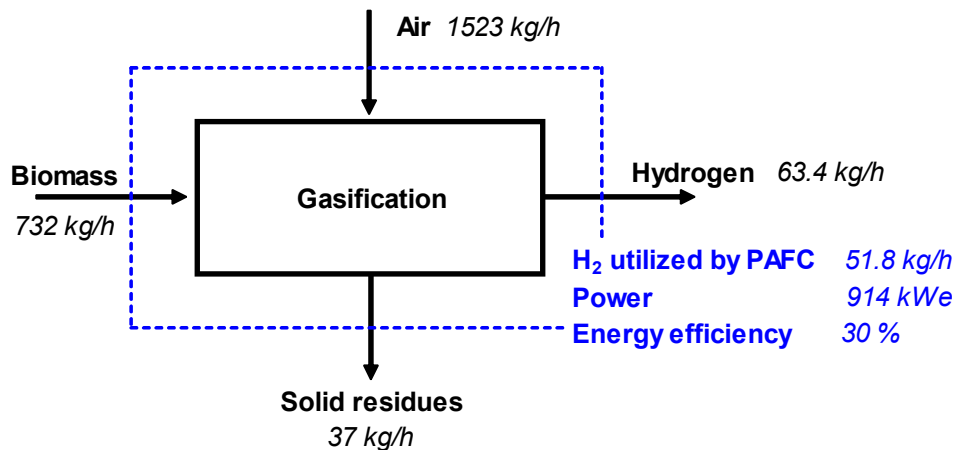 Air 1523 kg/h
Biomass
732 kg/h
Gasification
Hydrogen 63.4 kg/h
H₂ utilized by PAFC 51.8 kg/h
Power 914 kWe
Energy efficiency 30 %
Solid residues
37 kg/h